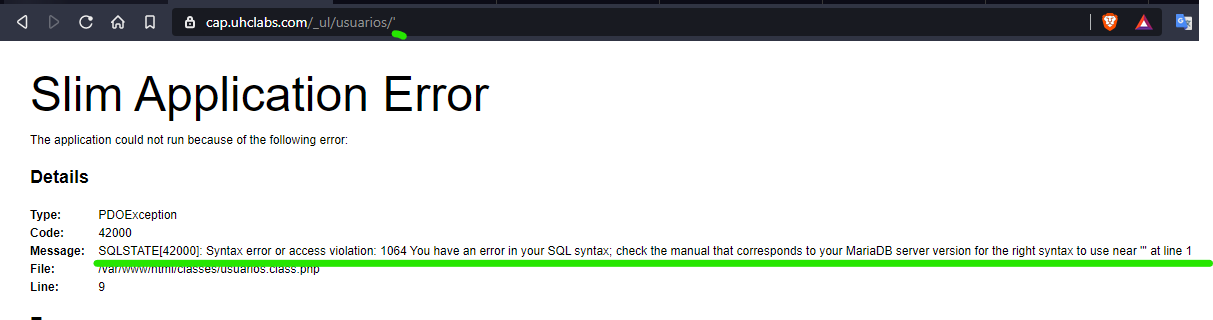 cap.uhclabs.com/_ul/usuarios/'
Slim Application Error
The application could not run because of the following error:
Details
Type: PDOException
Code: 42000
Message: SQLSTATE[42000]: Syntax error or access violation: 1064 You have an error in your SQL syntax; check the manual that corresponds to your MariaDB server version for the right syntax to use near ''' at line 1
File: /var/www/html/classes/usuarios.class.php
Line: 9